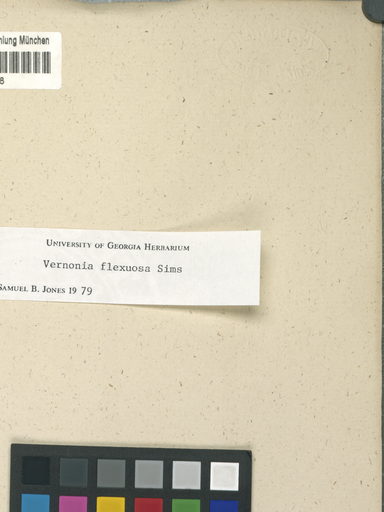 nlung München
8
UNIVERSITY OF GEORGIA HERBARIUM
Vernonia flexuosa Sims
SAMUEL B. JONES 19 79